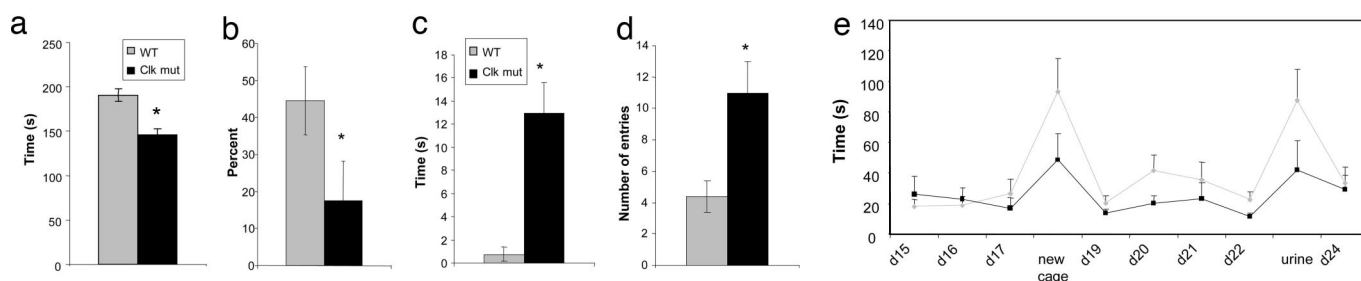 a
250
200
150
100
50
0
Time (s)
WT
Clk mut
*
b
60
50
40
30
20
10
0
Percent
*
c
18
16
14
12
10
8
6
4
2
0
Time (s)
WT
Clk mut
*
d
14
12
10
8
6
4
2
0
Number of entries
*
e
140
120
100
80
60
40
20
0
Time (s)
d15
d16
d17
new
cage
d19
d20
d21
d22
urine
d24